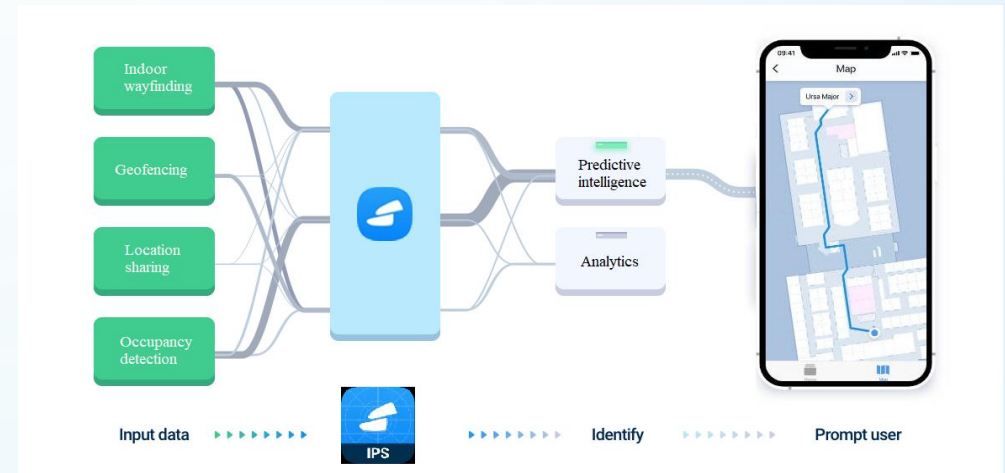 Indoor
wayfinding
Geofencing
Location
sharing
Occupancy
detection
Predictive
intelligence
Analytics
09:41
Map
Ursa Major
Map
Input data
IPS
Identify
Prompt user